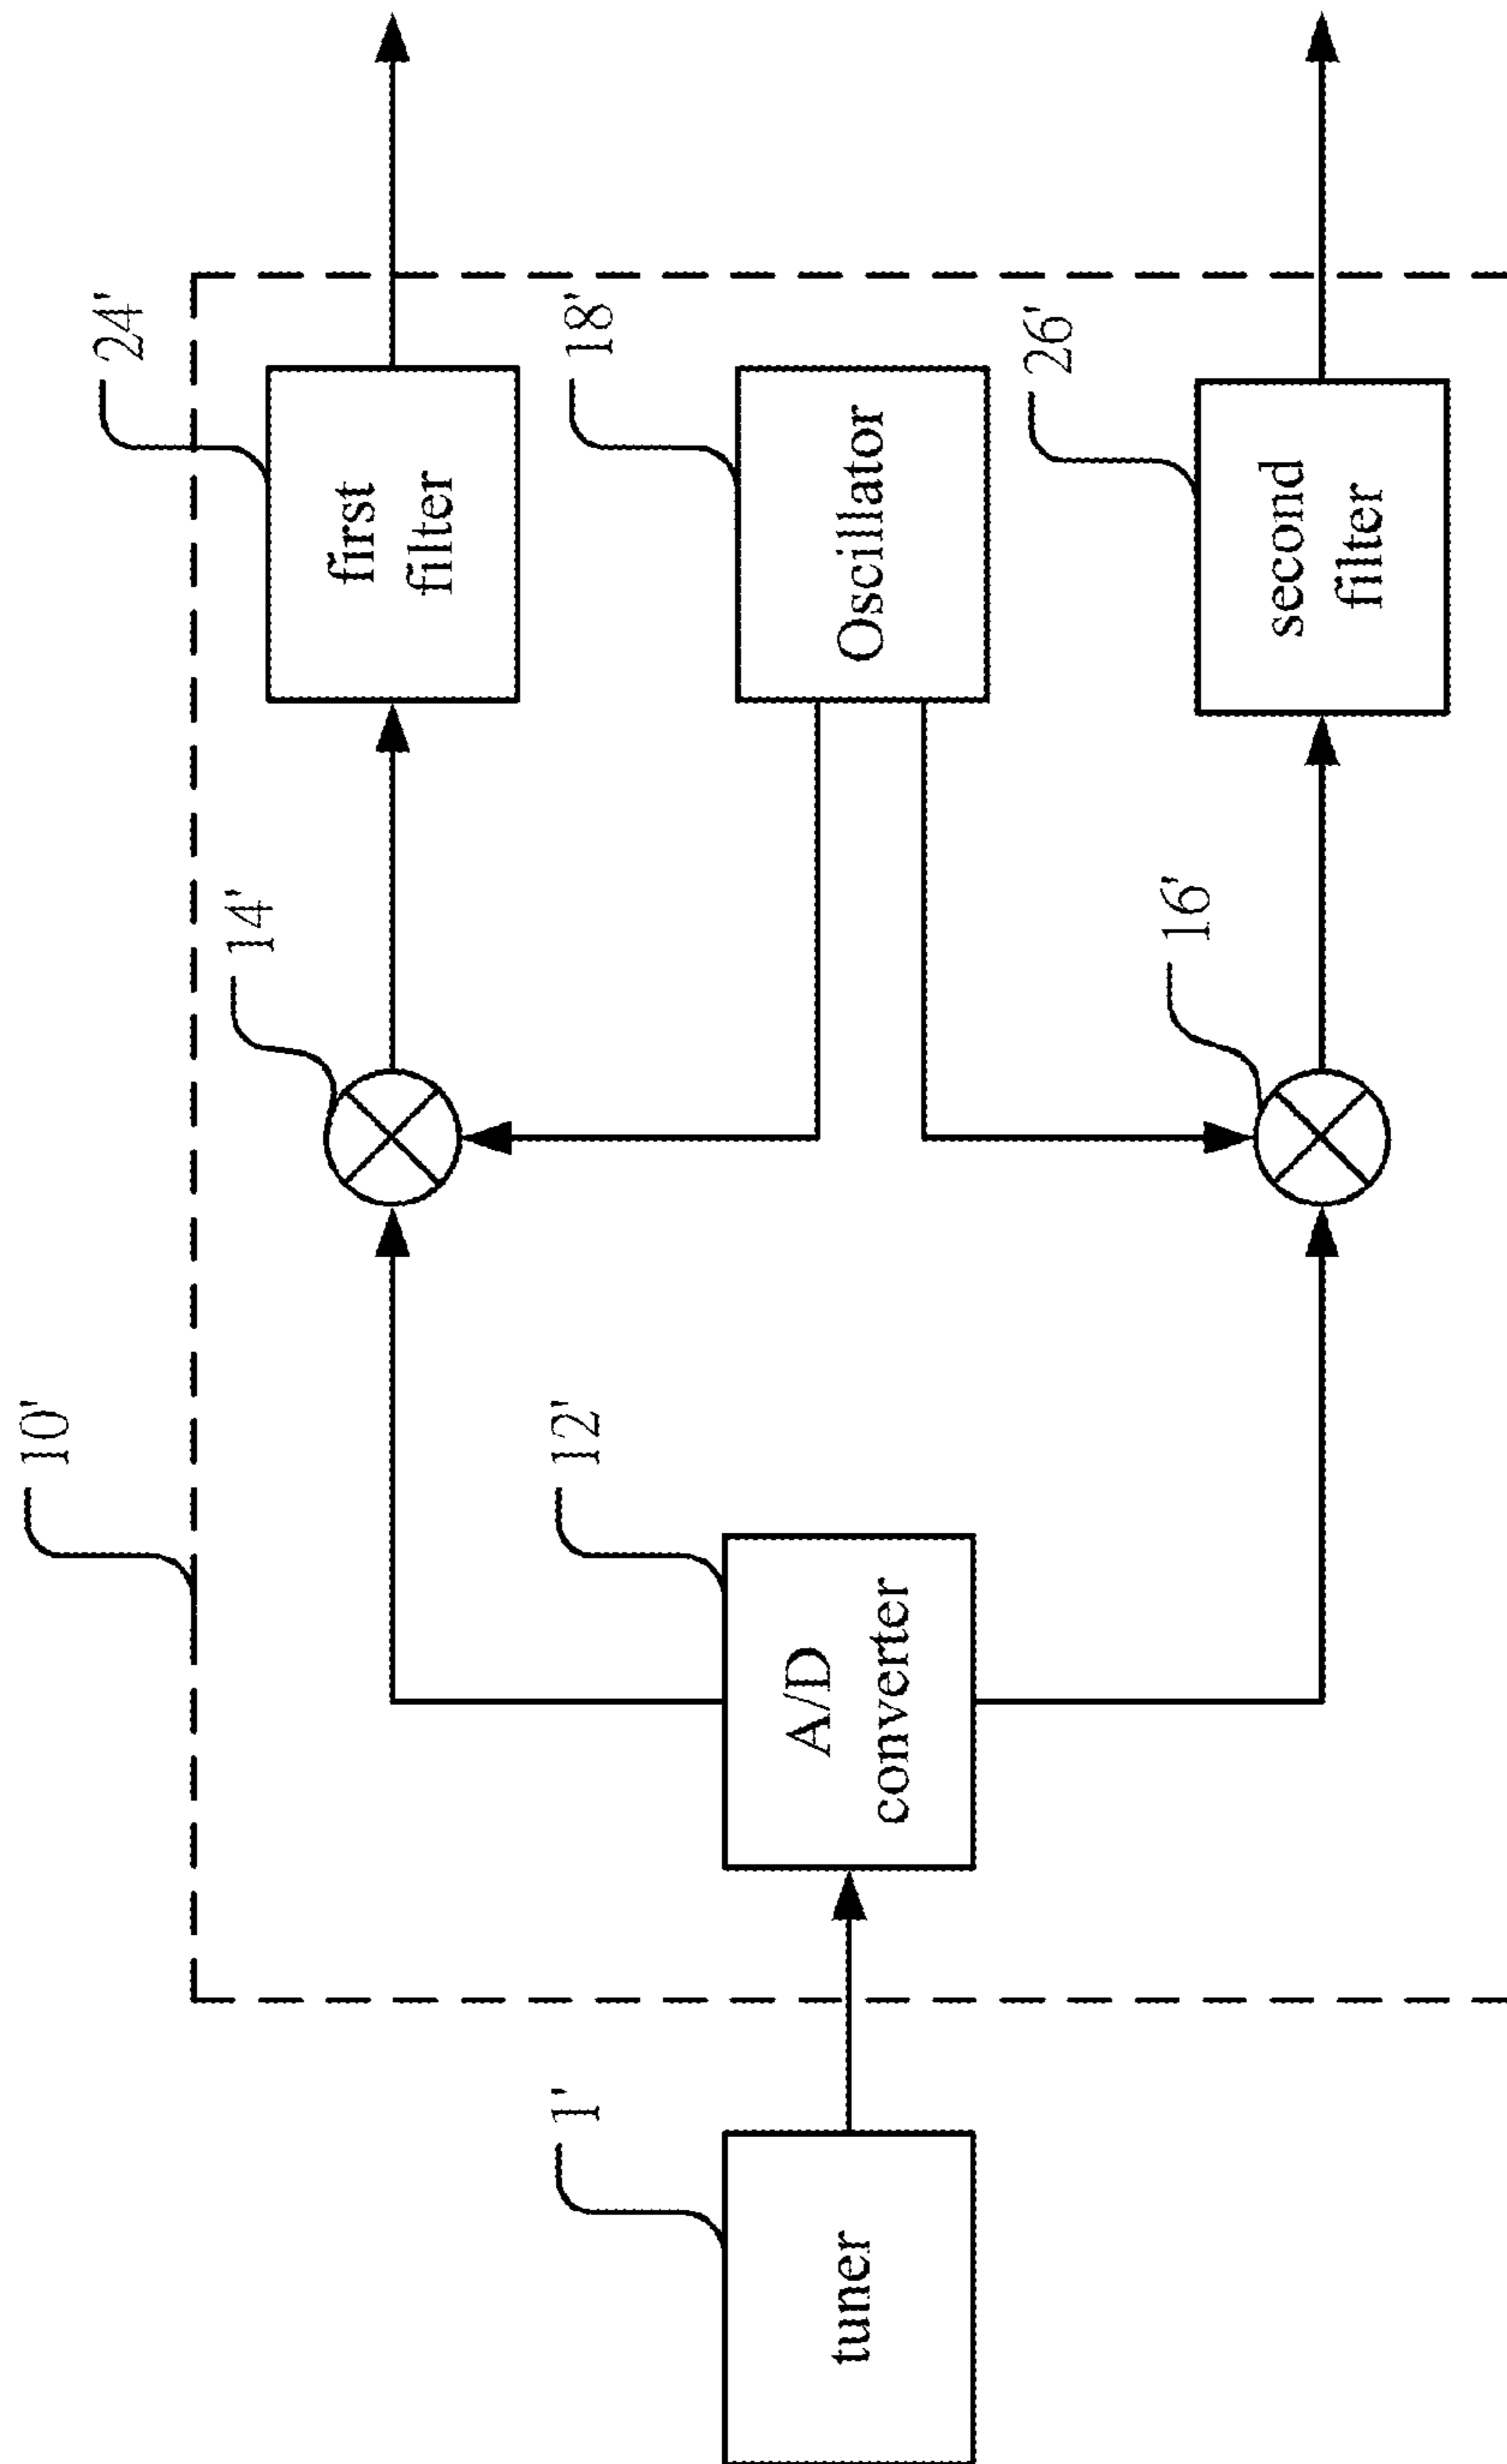 10'
24'
first
filter
14'
18'
Oscillator
12'
A/D
converter
1'
tuner
26'
second
filter
16'